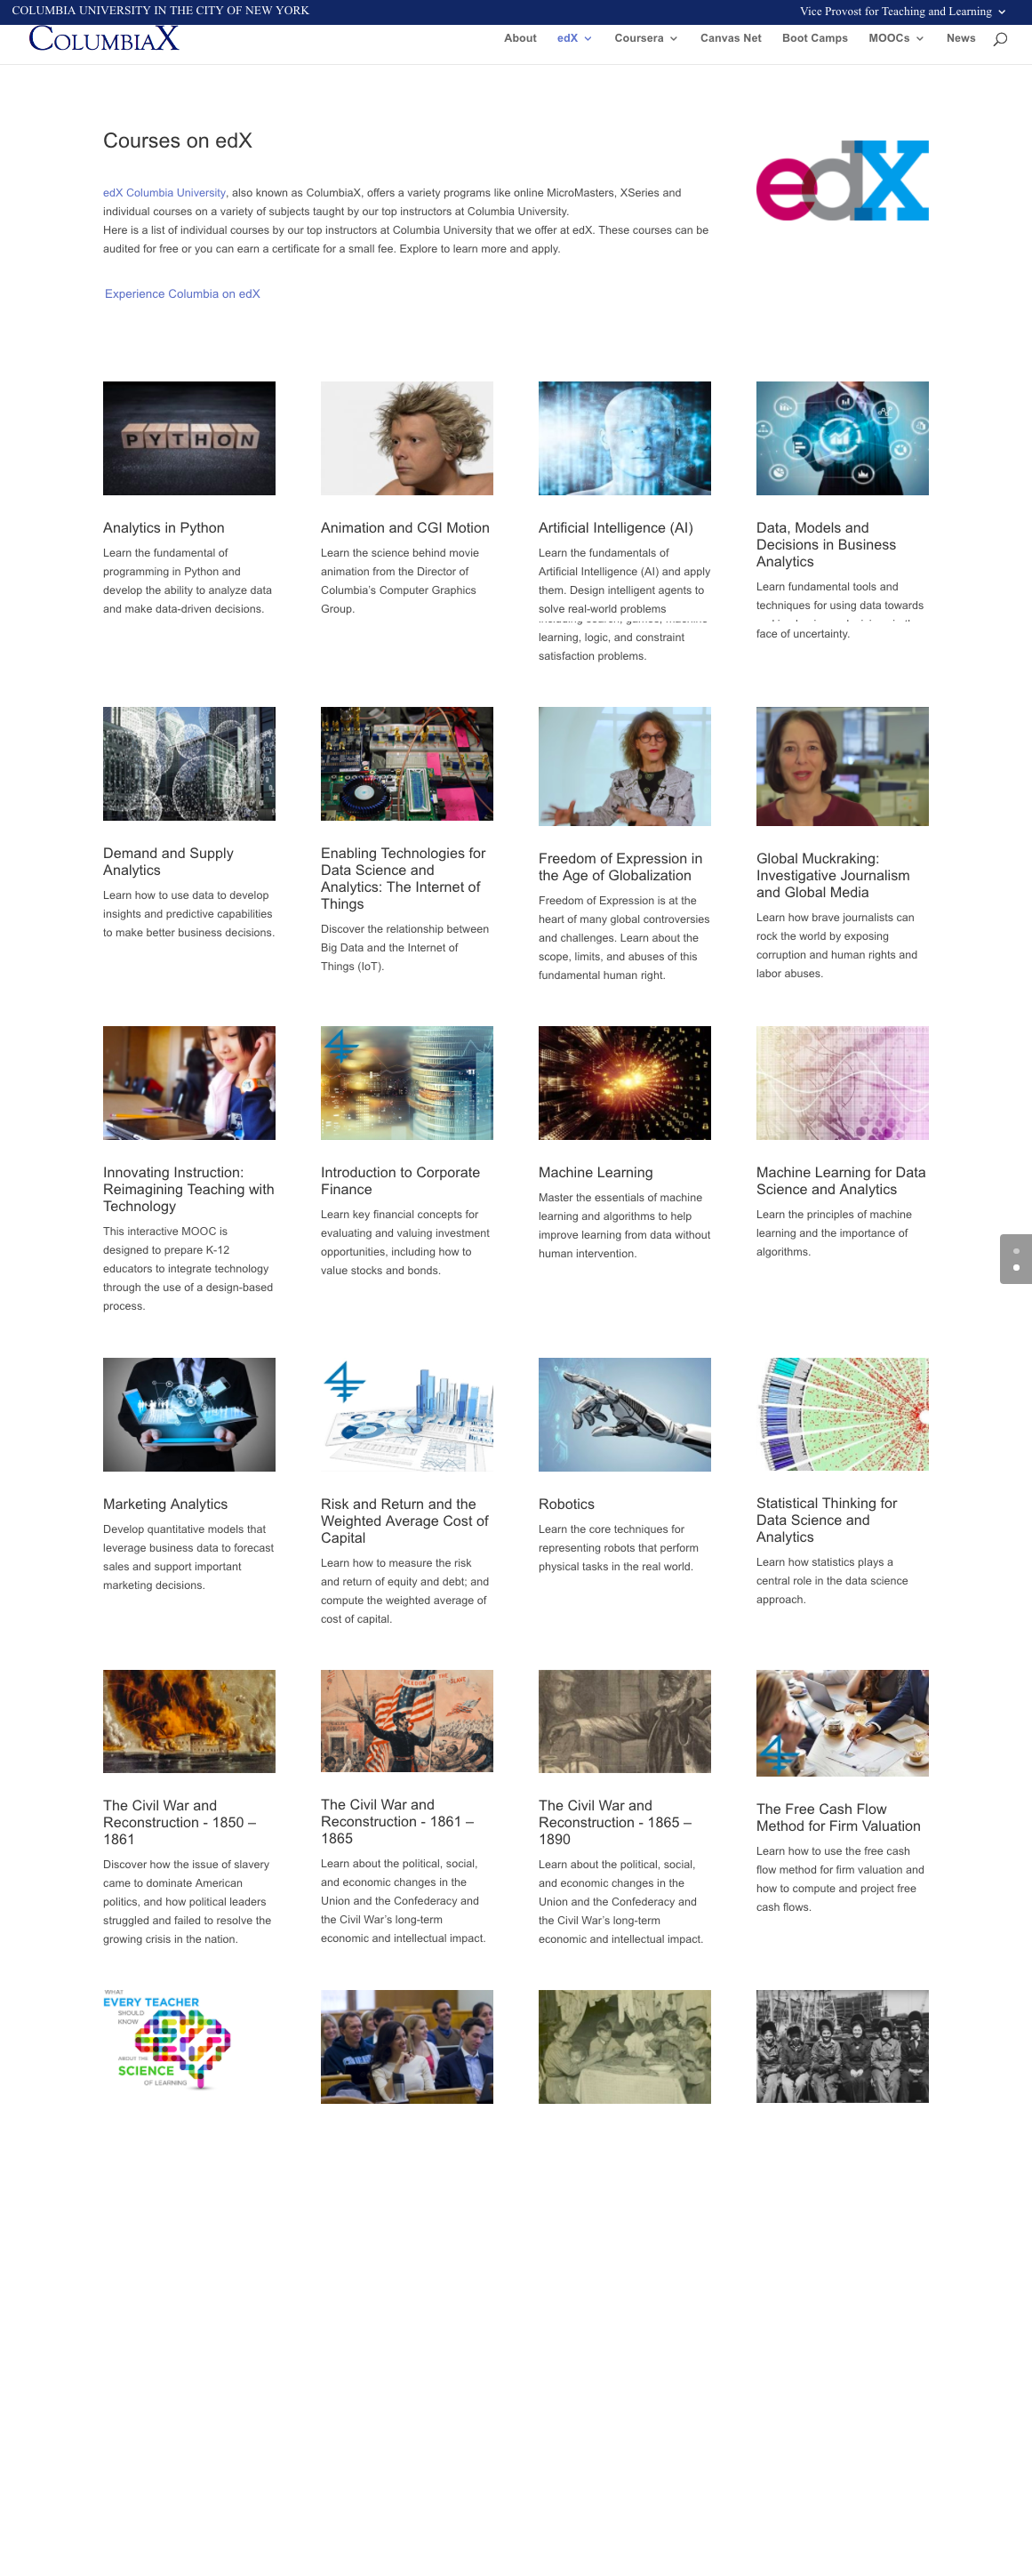 COLUMBIA UNIVERSITY IN THE CITY OF NEW YORK
Vice Provost for Teaching and Learning
COLUMBIAX
About
edX
Coursera
Canvas Net
Boot Camps
MOOCs
News
Courses on edX
edX
edX Columbia University, also known as ColumbiaX, offers a variety programs like online MicroMasters, XSeries and
individual courses on a variety of subjects taught by our top instructors at Columbia University.
Here is a list of individual courses by our top instructors at Columbia University that we offer at edX. These courses can be
audited for free or you can earn a certificate for a small fee. Explore to learn more and apply.
Experience Columbia on edX
PYTHON
Analytics in Python
Learn the fundamental of
programming in Python and
develop the ability to analyze data
and make data-driven decisions.
Animation and CGI Motion
Learn the science behind movie
animation from the Director of
Columbia's Computer Graphics
Group.
Artificial Intelligence (AI)
Learn the fundamentals of
Artificial Intelligence (AI) and apply
them. Design intelligent agents to
solve real-world problems
including search, games, machine
learning, logic, and constraint
satisfaction problems.
Data, Models and
Decisions in Business
Analytics
Learn fundamental tools and
techniques for using data towards
face of uncertainty.
Demand and Supply
Analytics
Learn how to use data to develop
insights and predictive capabilities
to make better business decisions.
Enabling Technologies for
Data Science and
Analytics: The Internet of
Things
Discover the relationship between
Big Data and the Internet of
Things (IoT).
Freedom of Expression in
the Age of Globalization
Freedom of Expression is at the
heart of many global controversies
and challenges. Learn about the
scope, limits, and abuses of this
fundamental human right.
Global Muckraking:
Investigative Journalism
and Global Media
Learn how brave journalists can
rock the world by exposing
corruption and human rights and
labor abuses.
Innovating Instruction:
Reimagining Teaching with
Technology
This interactive MOOC is
designed to prepare K-12
educators to integrate technology
through the use of a design-based
process.
Introduction to Corporate
Finance
Learn key financial concepts for
evaluating and valuing investment
opportunities, including how to
value stocks and bonds.
Machine Learning
Master the essentials of machine
learning and algorithms to help
improve learning from data without
human intervention.
Machine Learning for Data
Science and Analytics
Learn the principles of machine
learning and the importance of
algorithms.
Marketing Analytics
Develop quantitative models that
leverage business data to forecast
sales and support important
marketing decisions.
Risk and Return and the
Weighted Average Cost of
Capital
Learn how to measure the risk
and return of equity and debt; and
compute the weighted average of
cost of capital.
Robotics
Learn the core techniques for
representing robots that perform
physical tasks in the real world.
Statistical Thinking for
Data Science and
Analytics
Learn how statistics plays a
central role in the data science
approach.
The Civil War and
Reconstruction - 1850 –
1861
Discover how the issue of slavery
came to dominate American
politics, and how political leaders
struggled and failed to resolve the
growing crisis in the nation.
FREEDOM TO THE SLAVE
The Civil War and
Reconstruction - 1861 –
1865
Learn about the political, social,
and economic changes in the
Union and the Confederacy and
the Civil War's long-term
economic and intellectual impact.
The Civil War and
Reconstruction - 1865 –
1890
Learn about the political, social,
and economic changes in the
Union and the Confederacy and
the Civil War's long-term
economic and intellectual impact.
The Free Cash Flow
Method for Firm Valuation
Learn how to use the free cash
flow method for firm valuation and
how to compute and project free
cash flows.
WHAT
EVERY TEACHER
SHOULD
KNOW
ABOUT THE
SCIENCE
OF LEARNING